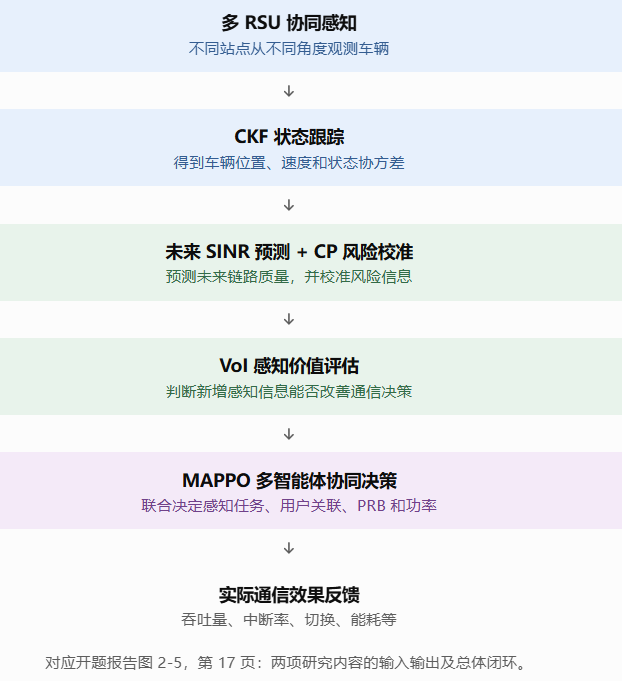 多 RSU 协同感知
不同站点从不同角度观测车辆
↓
CKF 状态跟踪
得到车辆位置、速度和状态协方差
↓
未来 SINR 预测 + CP 风险校准
预测未来链路质量，并校准风险信息
↓
VoI 感知价值评估
判断新增感知信息能否改善通信决策
↓
MAPPO 多智能体协同决策
联合决定感知任务、用户关联、PRB 和功率
↓
实际通信效果反馈
吞吐量、中断率、切换、能耗等
对应开题报告图 2-5，第 17 页：两项研究内容的输入输出及总体闭环。